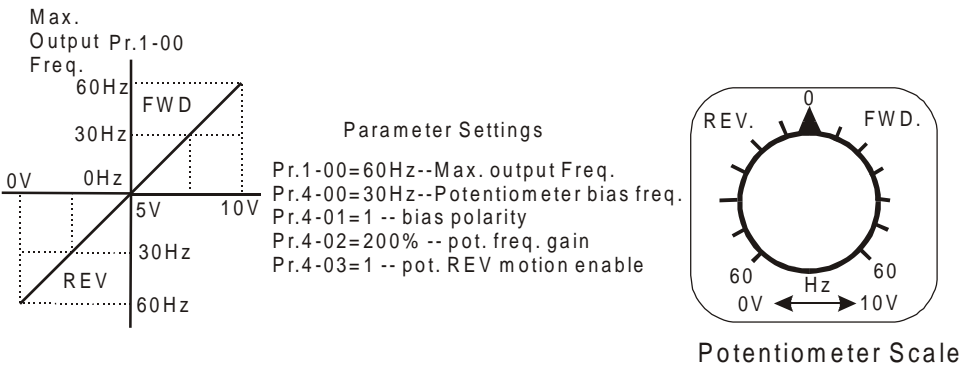 Max.
Output Pr.1-00
Freq.
60Hz
FWD
30Hz
0V
0Hz
5V
10V
30Hz
REV
60Hz
Parameter Settings
Pr.1-00=60Hz--Max. output Freq.
Pr.4-00=30Hz--Potentiometer bias freq.
Pr.4-01=1 -- bias polarity
Pr.4-02=200% -- pot. freq. gain
Pr.4-03=1 -- pot. REV motion enable
0
REV.
FWD.
60
60
Hz
0V
10V
Potentiometer Scale